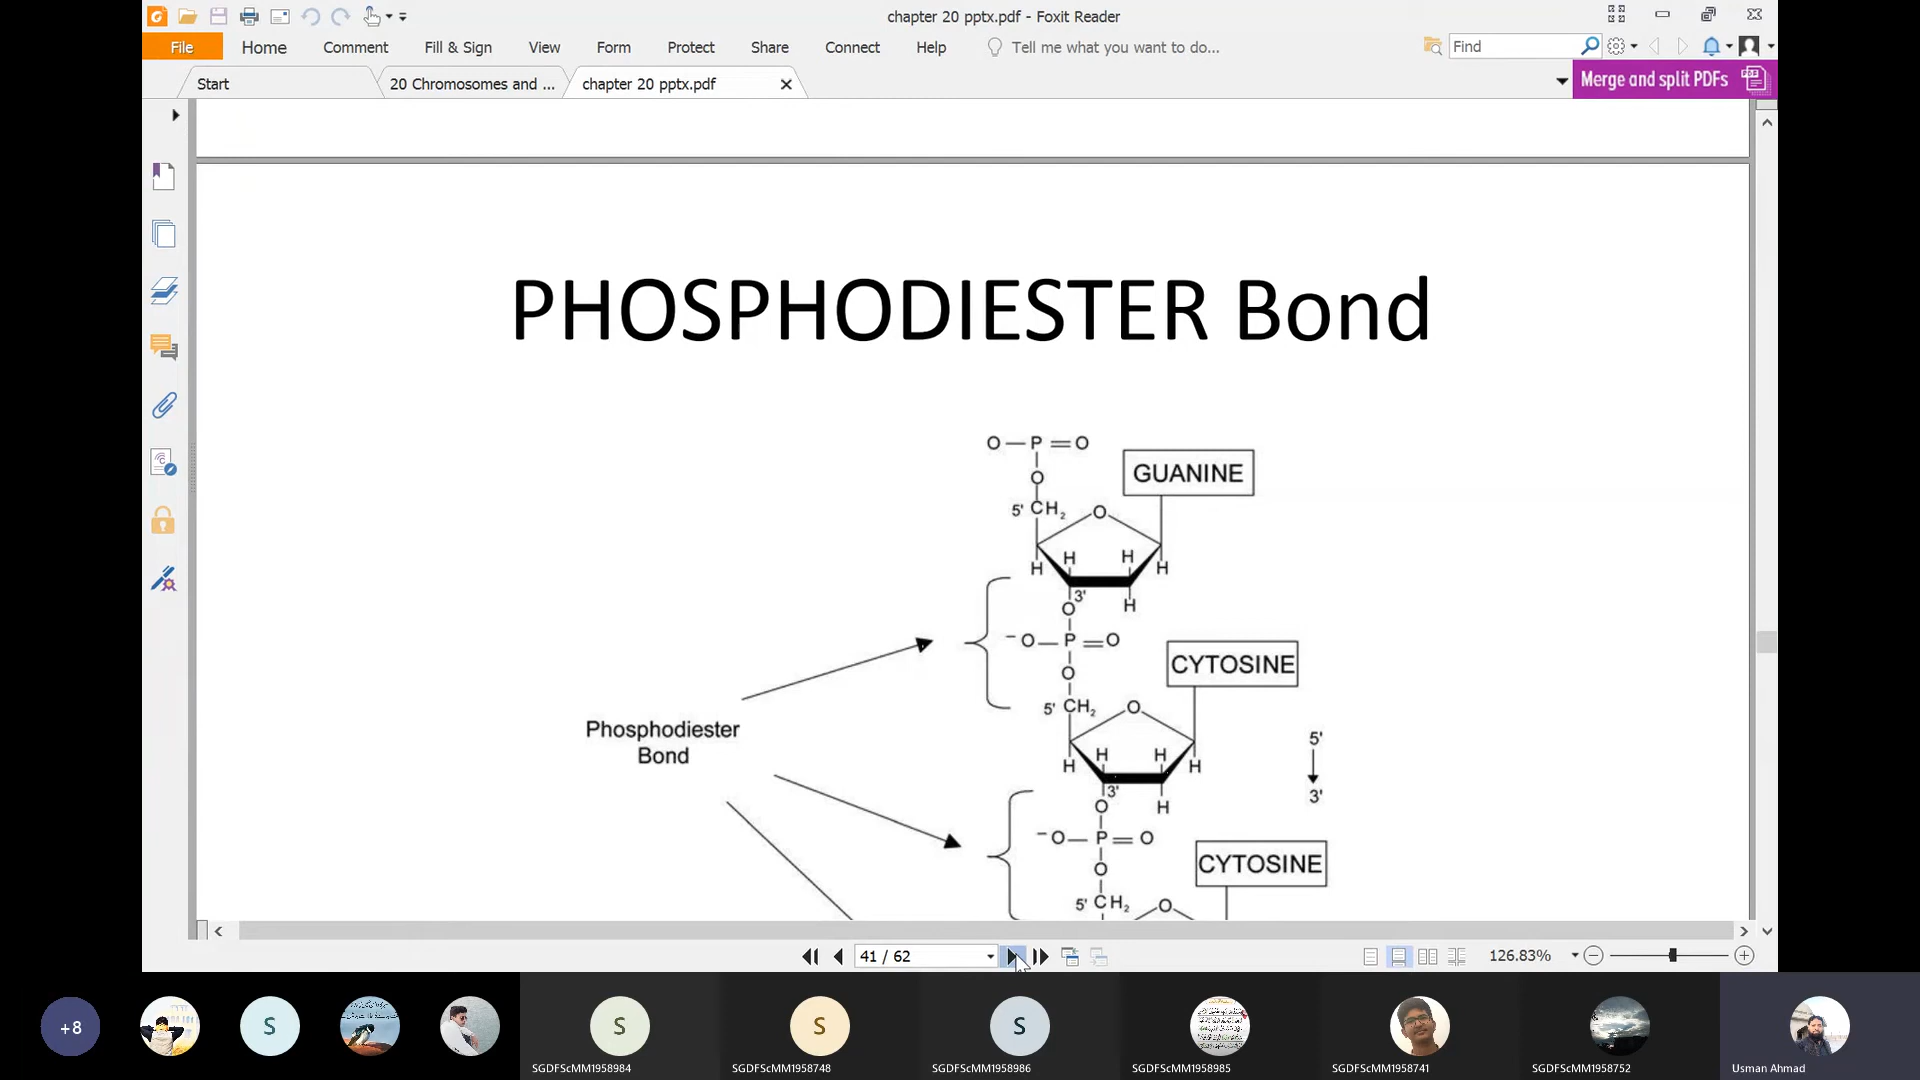 chapter 20 pptx.pdf - Foxit Reader
File Home Comment Fill & Sign View Form Protect Share Connect Help Tell me what you want to do... Find
Start 20 Chromosomes and ... chapter 20 pptx.pdf Merge and split PDFs
PHOSPHODIESTER Bond
O — P = O
GUANINE
O
5' CH₂ O
H H
H H
3'
O H
⁻O — P = O
CYTOSINE
O
5' CH₂ O
Phosphodiester
Bond
5'
3'
H H
H H
3'
O H
⁻O — P = O
CYTOSINE
O
5' CH₂ O
41 / 62 126.83%
+8 S S S S
SGDFScMM1958984 SGDFScMM1958748 SGDFScMM1958986 SGDFScMM1958985 SGDFScMM1958741 SGDFScMM1958752 Usman Ahmad